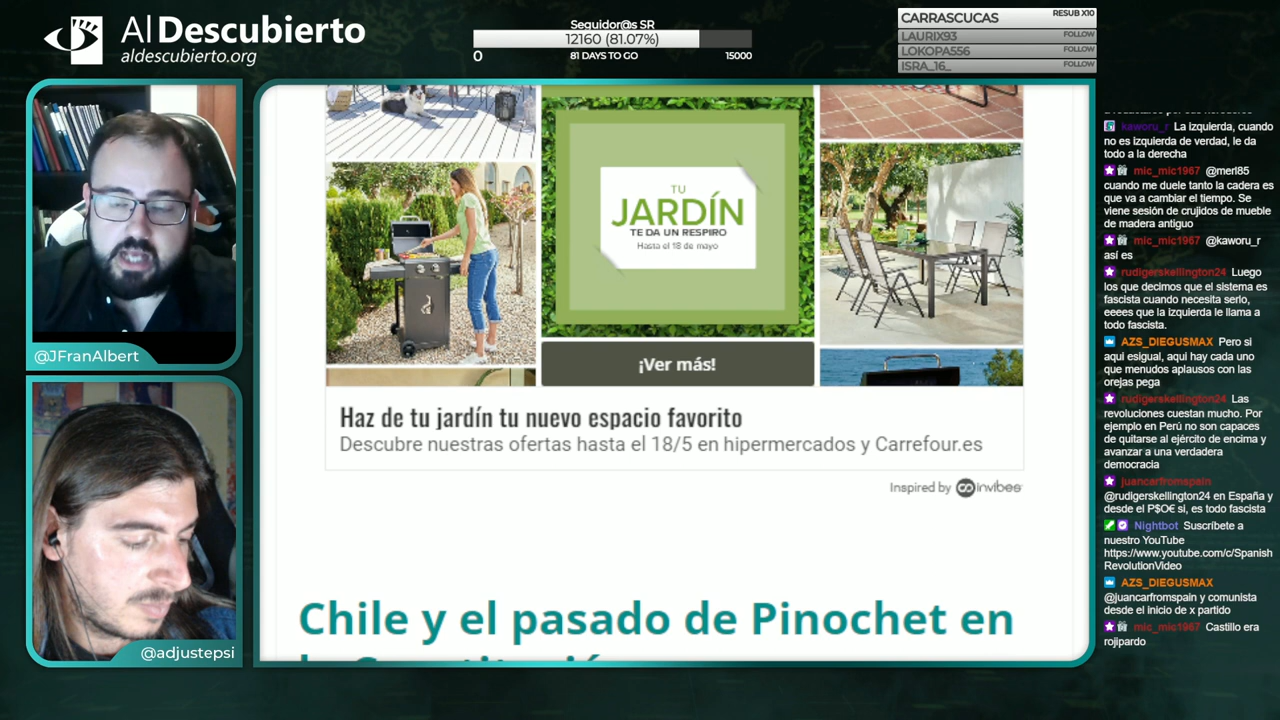 Al Descubierto
aldescubierto.org
Seguidor@s SR
12160 (81.07%)
0
81 DAYS TO GO
15000
CARRASCUCAS RESUB X10
LAURIX93 FOLLOW
LOKOPA556 FOLLOW
ISRA_16_ FOLLOW
@JFranAlbert
@adjustepsi
TU
JARDÍN
TE DA UN RESPIRO
Hasta el 18 de mayo
¡Ver más!
Haz de tu jardín tu nuevo espacio favorito
Descubre nuestras ofertas hasta el 18/5 en hipermercados y Carrefour.es
Inspired by invibes
Chile y el pasado de Pinochet en
kaworu_r La izquierda, cuando
no es izquierda de verdad, le da
todo a la derecha
mic_mic1967 @merl85
cuando me duele tanto la cadera es
que va a cambiar el tiempo. Se
viene sesión de crujidos de mueble
de madera antiguo
mic_mic1967 @kaworu_r
así es
rudigerskellington24 Luego
los que decimos que el sistema es
fascista cuando necesita serlo,
eeees que la izquierda le llama a
todo fascista.
AZS_DIEGUSMAX Pero si
aqui esigual, aqui hay cada uno
que menudos aplausos con las
orejas pega
rudigerskellington24 Las
revoluciones cuestan mucho. Por
ejemplo en Perú no son capaces
de quitarse al ejército de encima y
avanzar a una verdadera
democracia
juancarfromspain
@rudigerskellington24 en España y
desde el P$O€ si, es todo fascista
Nightbot Suscríbete a
nuestro YouTube
https://www.youtube.com/c/Spanish
RevolutionVideo
AZS_DIEGUSMAX
@juancarfromspain y comunista
desde el inicio de x partido
mic_mic1967 Castillo era
rojipardo